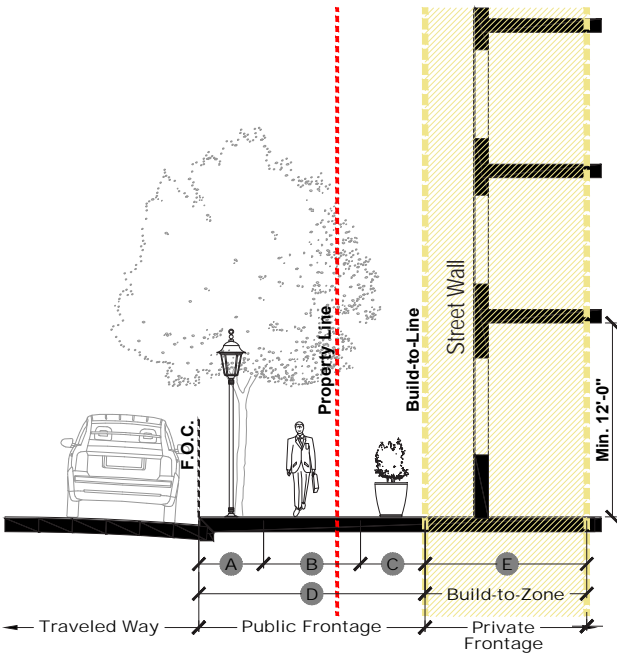 Property Line
Build-to-Line
Street Wall
F.O.C.
Min. 12'-0"
A
B
C
E
D
Build-to-Zone
Traveled Way
Public Frontage
Private
Frontage